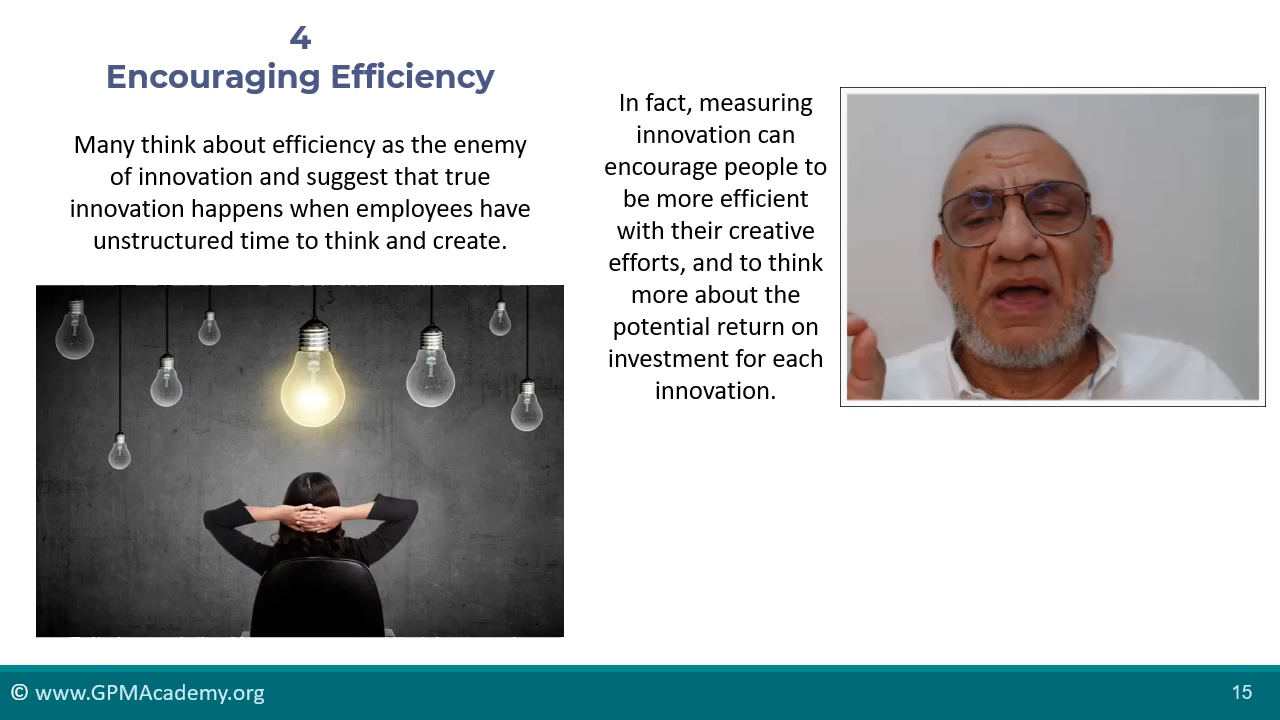 4
Encouraging Efficiency
Many think about efficiency as the enemy
of innovation and suggest that true
innovation happens when employees have
unstructured time to think and create.
In fact, measuring
innovation can
encourage people to
be more efficient
with their creative
efforts, and to think
more about the
potential return on
investment for each
innovation.
© www.GPMAcademy.org
15